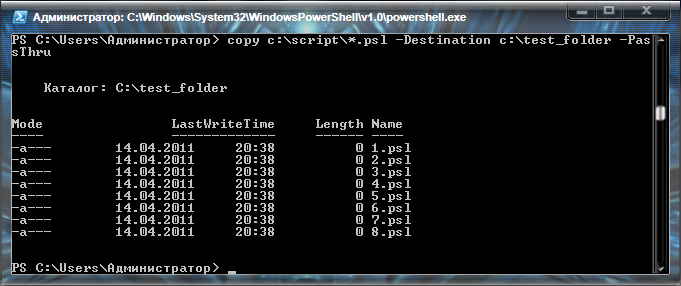 Администратор: C:\Windows\System32\WindowsPowerShell\v1.0\powershell.exe
PS C:\Users\Администратор> copy c:\script\*.psl -Destination c:\test_folder -Pas
sThru
Каталог: C:\test_folder
Mode LastWriteTime Length Name
---- ------------- ------ ----
-a--- 14.04.2011 20:38 0 1.psl
-a--- 14.04.2011 20:38 0 2.psl
-a--- 14.04.2011 20:38 0 3.psl
-a--- 14.04.2011 20:38 0 4.psl
-a--- 14.04.2011 20:38 0 5.psl
-a--- 14.04.2011 20:38 0 6.psl
-a--- 14.04.2011 20:38 0 7.psl
-a--- 14.04.2011 20:38 0 8.psl
PS C:\Users\Администратор> _